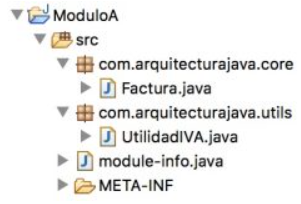 ModuloA
src
com.arquitecturajava.core
Factura.java
com.arquitecturajava.utils
UtilidadIVA.java
module-info.java
META-INF